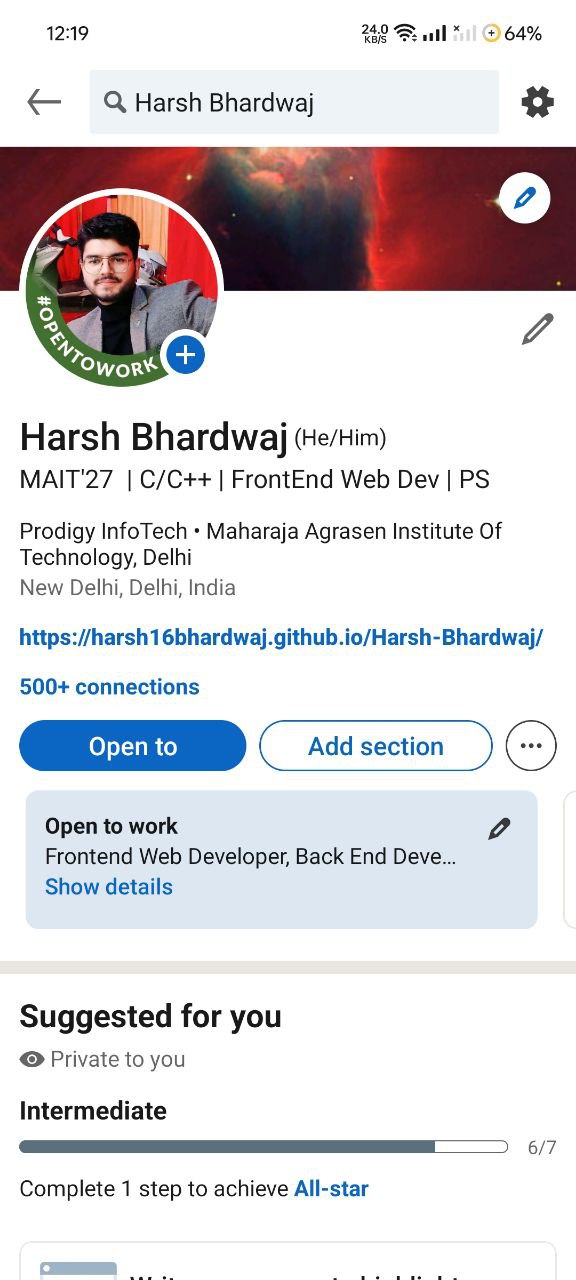 12:19
24.0
KB/S
64%
Harsh Bhardwaj
#OPENTOWORK
Harsh Bhardwaj (He/Him)
MAIT'27 | C/C++ | FrontEnd Web Dev | PS
Prodigy InfoTech • Maharaja Agrasen Institute Of
Technology, Delhi
New Delhi, Delhi, India
https://harsh16bhardwaj.github.io/Harsh-Bhardwaj/
500+ connections
Open to
Add section
Open to work
Frontend Web Developer, Back End Deve...
Show details
Suggested for you
Private to you
Intermediate
6/7
Complete 1 step to achieve All-star